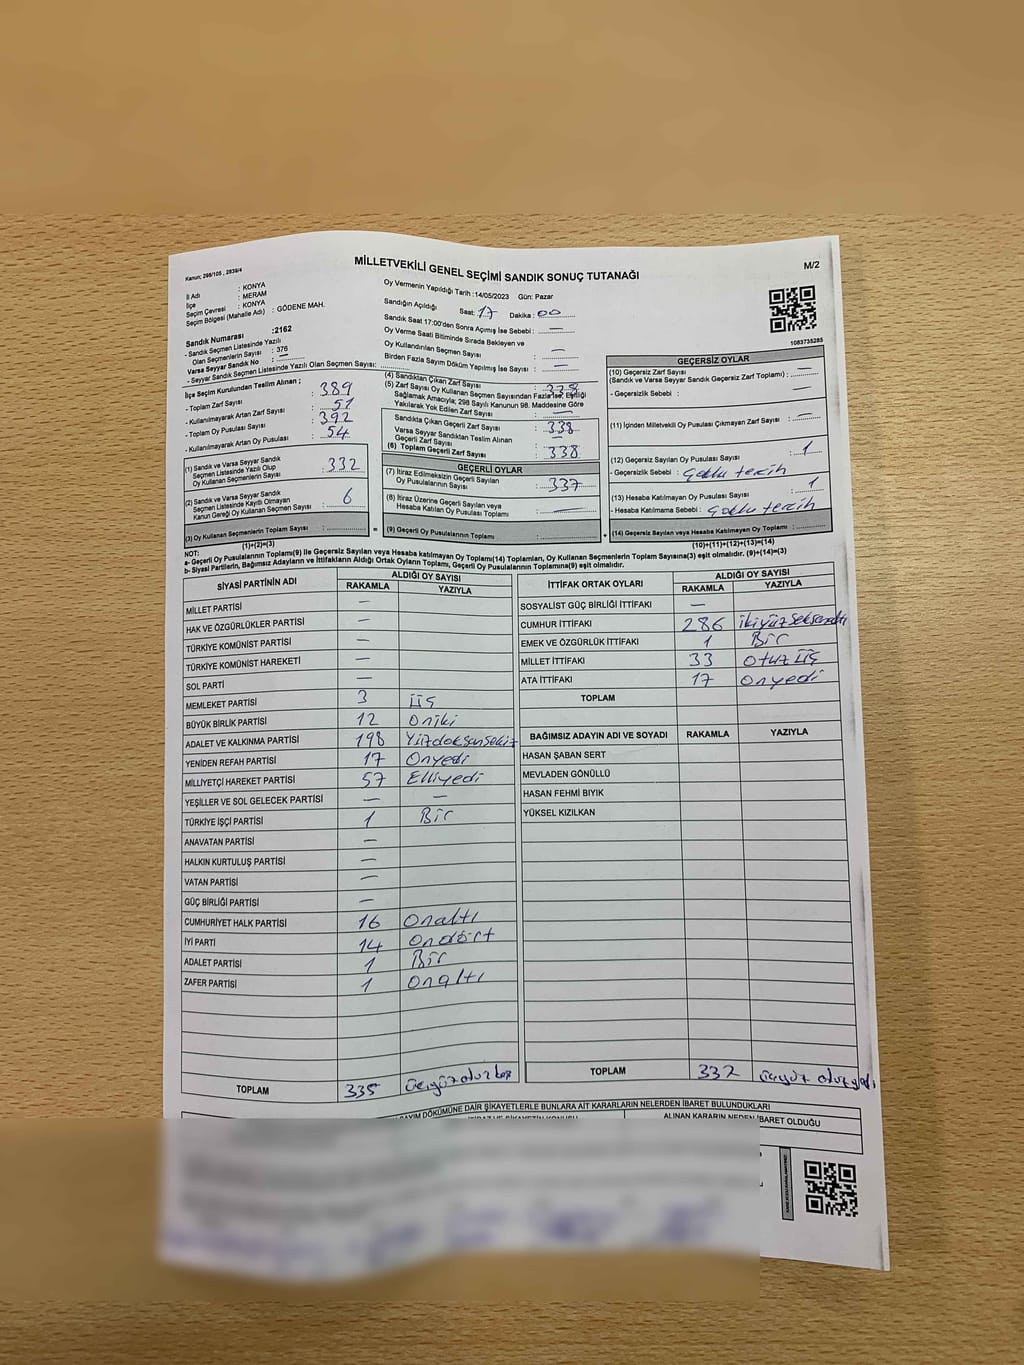 Kanun; 298/105 , 2839/4
MİLLETVEKİLİ GENEL SEÇİMİ SANDIK SONUÇ TUTANAĞI
M/2
İl Adı : KONYA
İlçe : MERAM
Seçim Çevresi : KONYA
Seçim Bölgesi (Mahalle Adı) : GÖDENE MAH.
Sandık Numarası :2162
- Sandık Seçmen Listesinde Yazılı
Olan Seçmenlerin Sayısı : 376
Varsa Seyyar Sandık No : —
- Seyyar Sandık Seçmen Listesinde Yazılı Olan Seçmen Sayısı:
İlçe Seçim Kurulundan Teslim Alınan ;
- Toplam Zarf Sayısı : 389
- Kullanılmayarak Artan Zarf Sayısı : 51
- Toplam Oy Pusulası Sayısı : 392
- Kullanılmayarak Artan Oy Pusulası : 54
(1) Sandık ve Varsa Seyyar Sandık
Seçmen Listesinde Yazılı Olup
Oy Kullanan Seçmenlerin Sayısı : 332
(2) Sandık ve Varsa Seyyar Sandık
Seçmen Listesinde Kayıtlı Olmayan
Kanun Gereği Oy Kullanan Seçmen Sayısı : 6
(3) Oy Kullanan Seçmenlerin Toplam Sayısı :
(1)+(2)=(3)
Oy Vermenin Yapıldığı Tarih :14/05/2023 Gün: Pazar
Sandığın Açıldığı Saat: 17 Dakika : 00
Sandık Saat 17:00'den Sonra Açımış İse Sebebi : —
Oy Verme Saati Bitiminde Sırada Bekleyen ve
Oy Kullandırılan Seçmen Sayısı : —
Birden Fazla Sayım Döküm Yapılmış İse Sayısı : —
(4) Sandıktan Çıkan Zarf Sayısı : 338
(5) Zarf Sayısı Oy Kullanan Seçmen Sayısından Fazla İse, Eşitliği
Sağlamak Amacıyla; 298 Sayılı Kanunun 98. Maddesine Göre
Yakılarak Yok Edilen Zarf Sayısı : —
Sandıkta Çıkan Geçerli Zarf Sayısı : 338
Varsa Seyyar Sandıktan Teslim Alınan
Geçerli Zarf Sayısı : —
(6) Toplam Geçerli Zarf Sayısı : 338
GEÇERLİ OYLAR
(7) İtiraz Edilmeksizin Geçerli Sayılan
Oy Pusulalarının Sayısı : 337
(8) İtiraz Üzerine Geçerli Sayılan veya
Hesaba Katılan Oy Pusulası Toplamı : —
(9) Geçerli Oy Pusulalarının Toplamı :
1083735285
GEÇERSİZ OYLAR
(10) Geçersiz Zarf Sayısı
(Sandık ve Varsa Seyyar Sandık Geçersiz Zarf Toplamı) : —
- Geçersizlik Sebebi : —
(11) İçinden Milletvekili Oy Pusulası Çıkmayan Zarf Sayısı : —
(12) Geçersiz Sayılan Oy Pusulası Sayısı : 1
- Geçersizlik Sebebi : Çoklu tercih
(13) Hesaba Katılmayan Oy Pusulası Sayısı : 1
- Hesaba Katılmama Sebebi : Çoklu tercih
(14) Geçersiz Sayılan veya Hesaba Katılmayan Oy Toplamı :
(10)+(11)+(12)+(13)=(14)
NOT:
a- Geçerli Oy Pusulalarının Toplamı(9) ile Geçersiz Sayılan veya Hesaba katılmayan Oy Toplamı(14) Toplamları, Oy Kullanan Seçmenlerin Toplam Sayısına(3) eşit olmalıdır. (9)+(14)=(3)
b- Siyasi Partilerin, Bağımsız Adayların ve İttifakların Aldığı Ortak Oyların Toplamı, Geçerli Oy Pusulalarının Toplamına(9) eşit olmalıdır.
SİYASİ PARTİNİN ADI ALDIĞI OY SAYISI
RAKAMLA YAZIYLA
MİLLET PARTİSİ —
HAK VE ÖZGÜRLÜKLER PARTİSİ —
TÜRKİYE KOMÜNİST PARTİSİ —
TÜRKİYE KOMÜNİST HAREKETİ —
SOL PARTİ —
MEMLEKET PARTİSİ 3 üç
BÜYÜK BİRLİK PARTİSİ 12 oniki
ADALET VE KALKINMA PARTİSİ 198 Yüzdoksansekiz
YENİDEN REFAH PARTİSİ 17 Onyedi
MİLLİYETÇİ HAREKET PARTİSİ 57 Elliyedi
YEŞİLLER VE SOL GELECEK PARTİSİ — —
TÜRKİYE İŞÇİ PARTİSİ 1 Bir
ANAVATAN PARTİSİ —
HALKIN KURTULUŞ PARTİSİ —
VATAN PARTİSİ —
GÜÇ BİRLİĞİ PARTİSİ —
CUMHURİYET HALK PARTİSİ 16 Onaltı
İYİ PARTİ 14 Ondört
ADALET PARTİSİ 1 Bir
ZAFER PARTİSİ 1 onaltı
TOPLAM 335 üçyüzotuzbeş
İTTİFAK ORTAK OYLARI ALDIĞI OY SAYISI
RAKAMLA YAZIYLA
SOSYALİST GÜÇ BİRLİĞİ İTTİFAKI —
CUMHUR İTTİFAKI 286 ikiyüzseksenaltı
EMEK VE ÖZGÜRLÜK İTTİFAKI 1 Bir
MİLLET İTTİFAKI 33 otuzüç
ATA İTTİFAKI 17 onyedi
TOPLAM
BAĞIMSIZ ADAYIN ADI VE SOYADI RAKAMLA YAZIYLA
HASAN ŞABAN SERT
MEVLADEN GÖNÜLLÜ
HASAN FEHMİ BIYIK
YÜKSEL KIZILKAN
TOPLAM 337 üçyüz otuzyedi
SAYIM DÖKÜMÜNE DAİR ŞİKAYETLERLE BUNLARA AİT KARARLARIN NELERDEN İBARET BULUNDUKLARI
ALINAN KARARIN NEDEN İBARET OLDUĞU